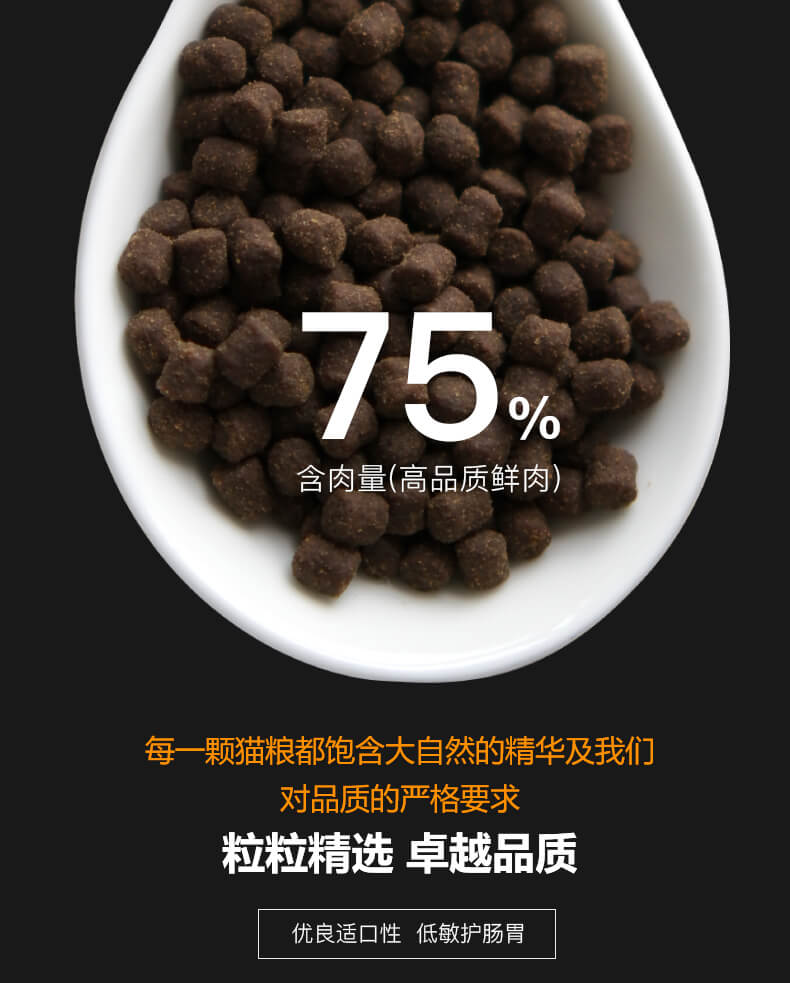 75%
含肉量(高品质鲜肉)
每一颗猫粮都饱含大自然的精华及我们
对品质的严格要求
粒粒精选 卓越品质
优良适口性 低敏护肠胃